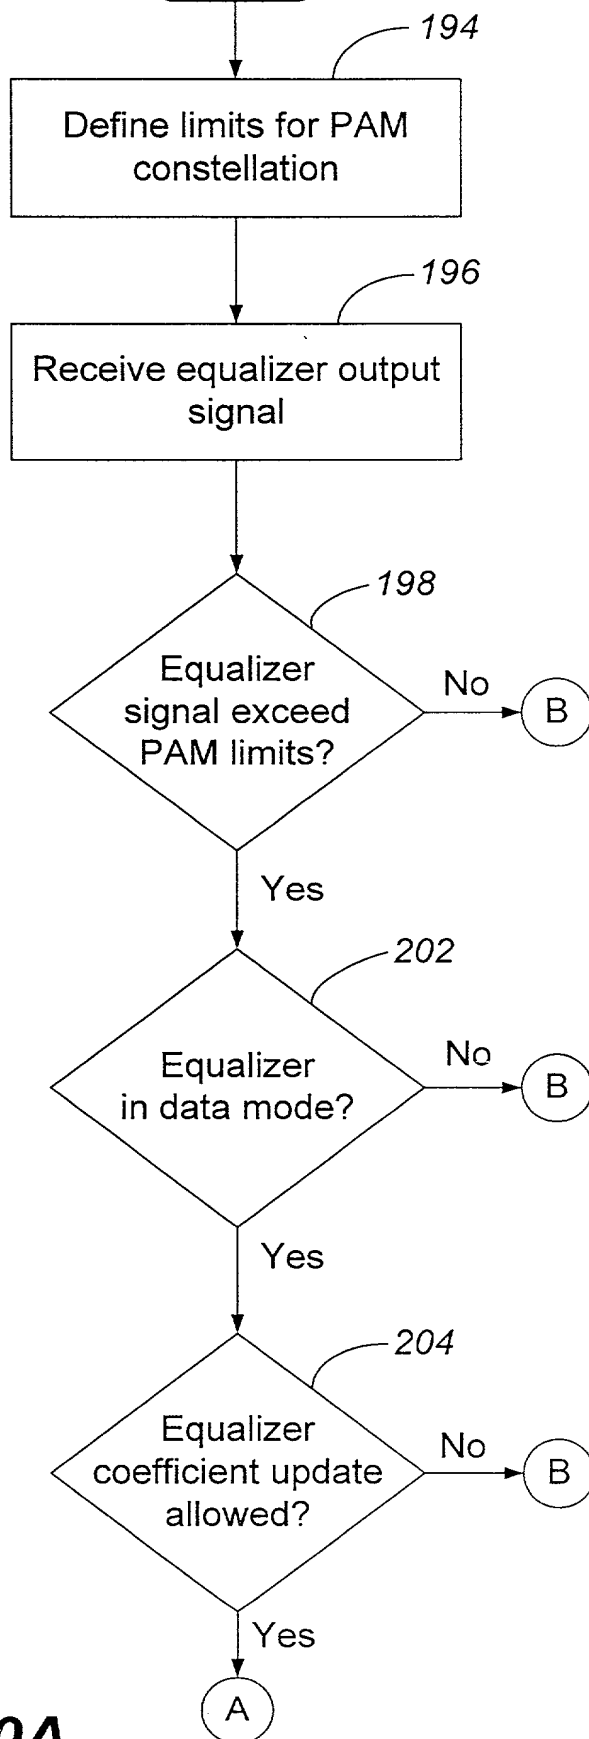 194
Define limits for PAM
constellation
196
Receive equalizer output
signal
198
Equalizer
signal exceed
PAM limits?
No
B
Yes
202
Equalizer
in data mode?
No
B
Yes
204
Equalizer
coefficient update
allowed?
No
B
Yes
A